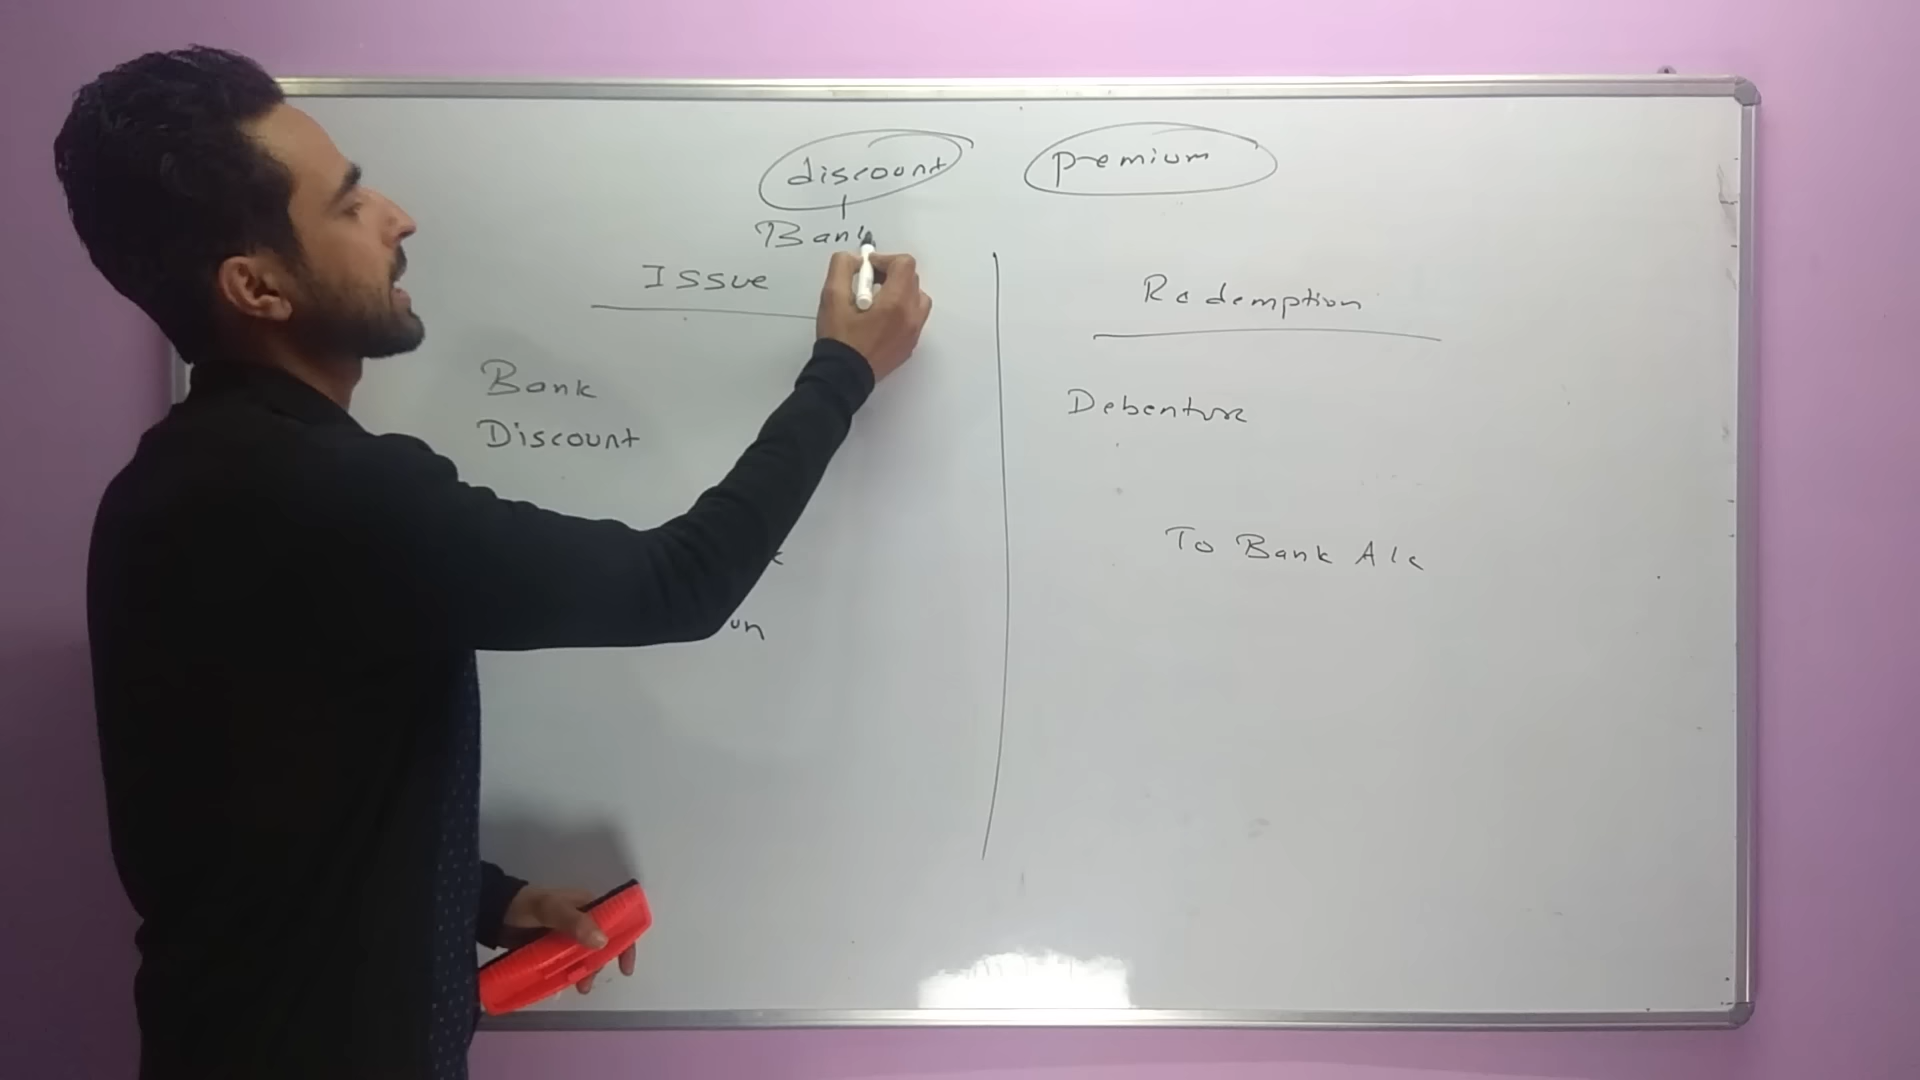 discount premium
Bank
Issue
Redemption
Bank
Discount
Debenture
To Bank A/c